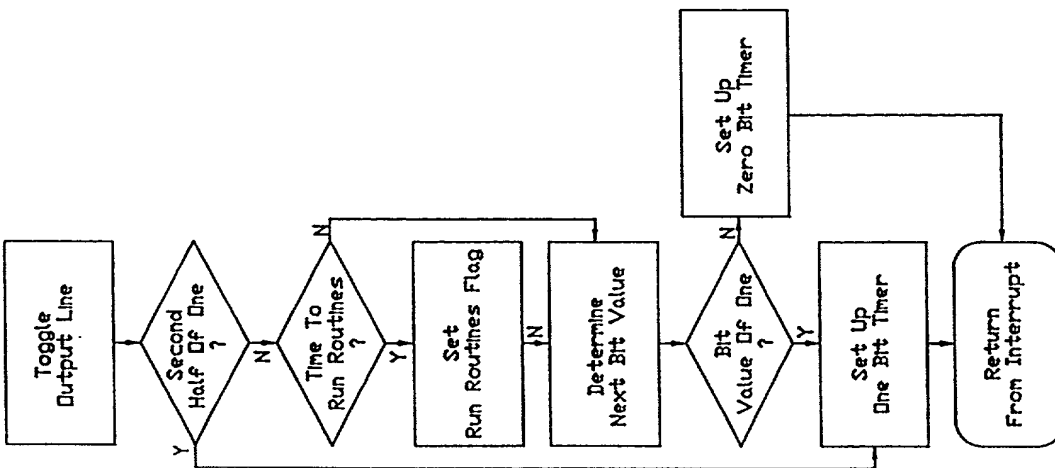 Toggle
Output Line
Second
Half Of One
?
Y
N
Time To
Run Routines
?
N
Y
Set
Run Routines Flag
N
Determine
Next Bit Value
Bit
Value Of One
?
N
Y
Set Up
Zero Bit Timer
Set Up
One Bit Timer
Return
From Interrupt